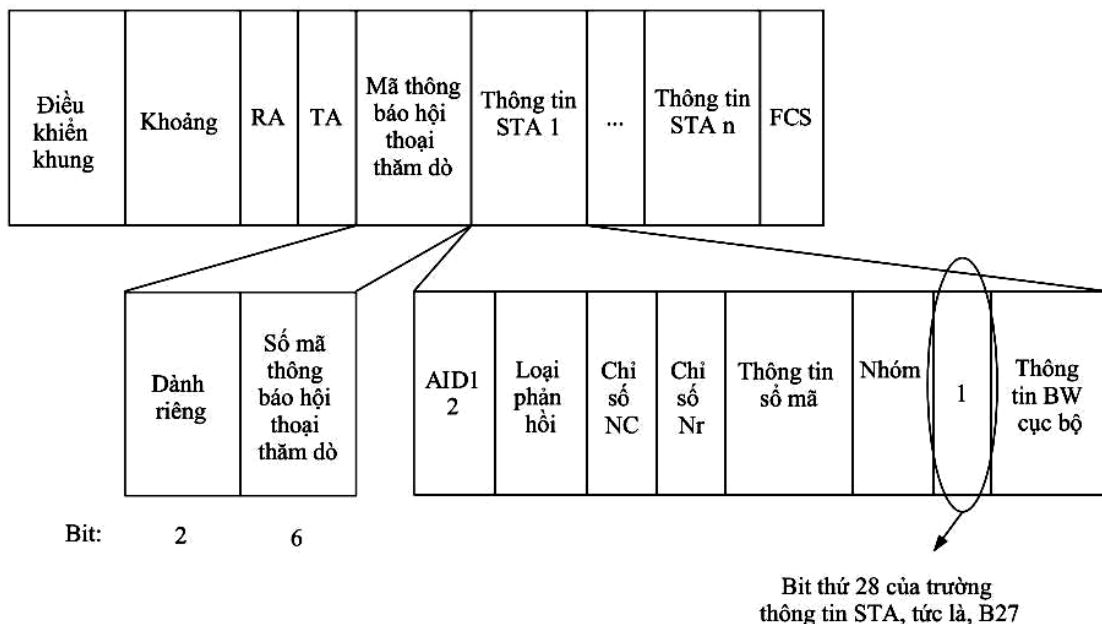 Điều
khiển
khung
Khoảng
RA
TA
Mã thông
báo hội
thoại
thăm dò
Thông tin
STA 1
...
Thông tin
STA n
FCS
Dành
riêng
Số mã
thông
báo hội
thoại
thăm dò
AID1
2
Loại
phản
hồi
Chỉ
số
NC
Chỉ
số
Nr
Thông tin
sổ mã
Nhóm
1
Thông
tin BW
cục bộ
Bit:
2
6
Bit thứ 28 của trường
thông tin STA, tức là, B27